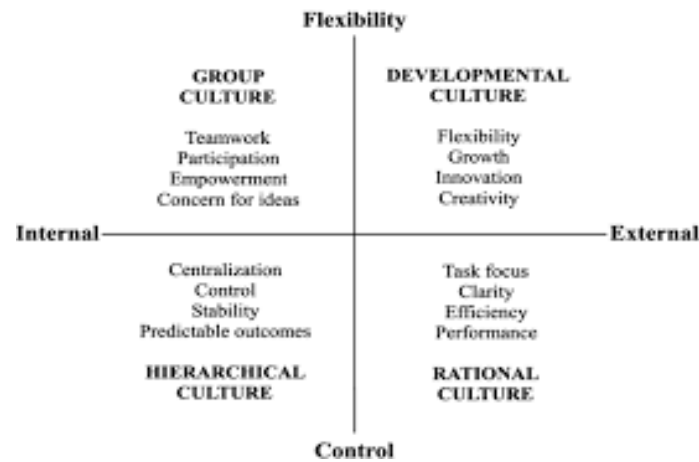 Flexibility
GROUP
CULTURE
Teamwork
Participation
Empowerment
Concern for ideas
DEVELOPMENTAL
CULTURE
Flexibility
Growth
Innovation
Creativity
Internal
External
Centralization
Control
Stability
Predictable outcomes
HIERARCHICAL
CULTURE
Task focus
Clarity
Efficiency
Performance
RATIONAL
CULTURE
Control